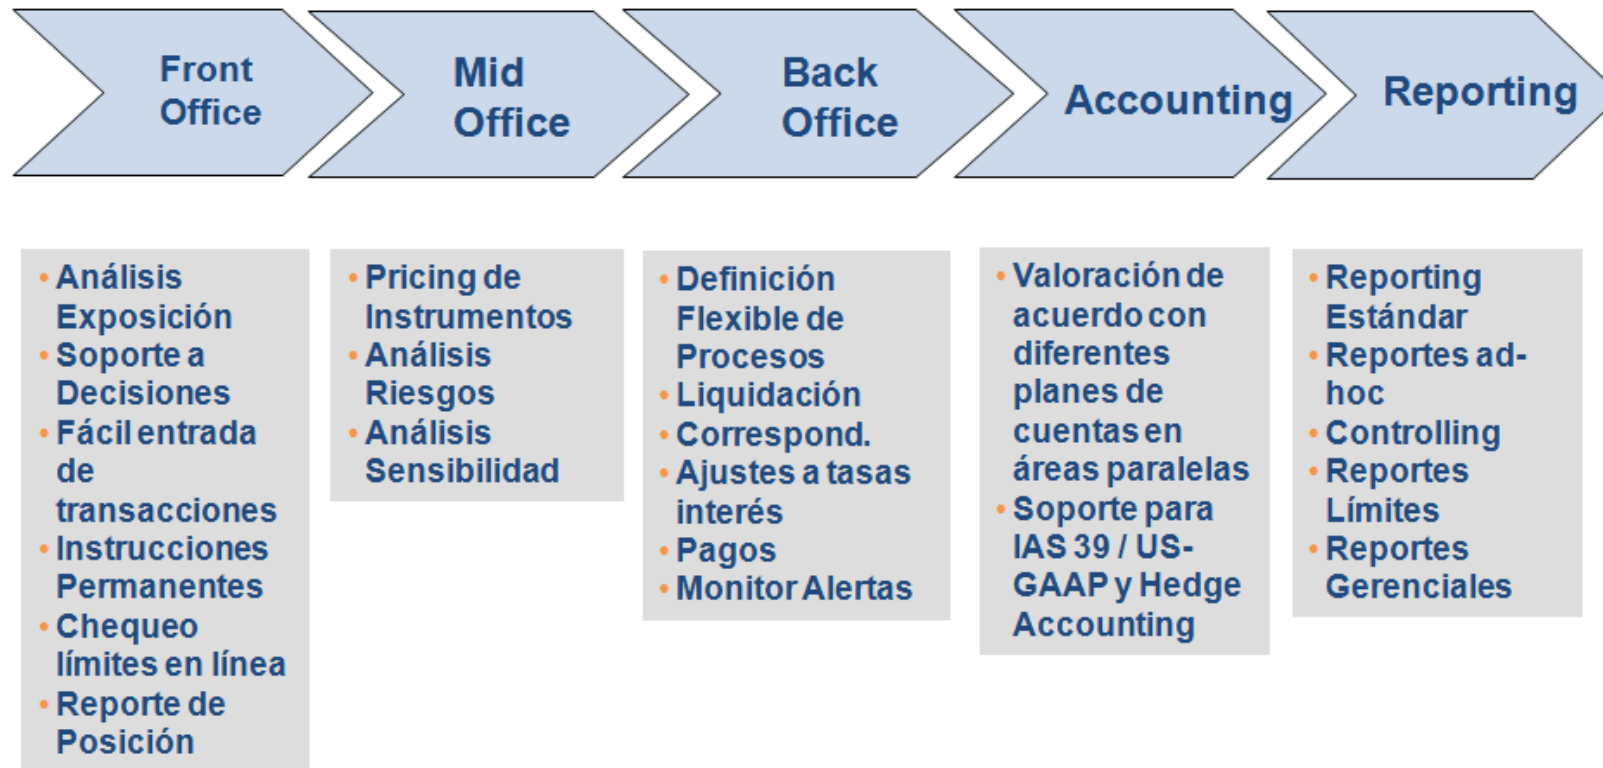 Front
Office
Mid
Office
Back
Office
Accounting
Reporting
• Análisis
Exposición
• Soporte a
Decisiones
• Fácil entrada
de
transacciones
• Instrucciones
Permanentes
• Chequeo
límites en línea
• Reporte de
Posición
• Pricing de
Instrumentos
• Análisis
Riesgos
• Análisis
Sensibilidad
• Definición
Flexible de
Procesos
• Liquidación
• Correspond.
• Ajustes a tasas
interés
• Pagos
• Monitor Alertas
• Valoración de
acuerdo con
diferentes
planes de
cuentas en
áreas paralelas
• Soporte para
IAS 39 / US-
GAAP y Hedge
Accounting
• Reporting
Estándar
• Reportes ad-
hoc
• Controlling
• Reportes
Límites
• Reportes
Gerenciales